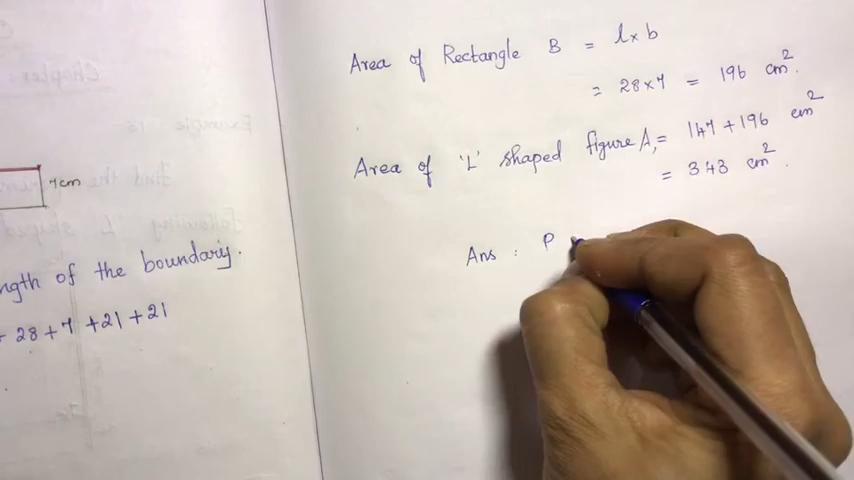 7cm
ngth of the boundary.
+ 28 + 7 + 21 + 21
Area of Rectangle B = l x b
= 28 x 7 = 196 cm².
Area of 'L' shaped figure A, = 147 + 196 cm²
= 343 cm².
Ans : P